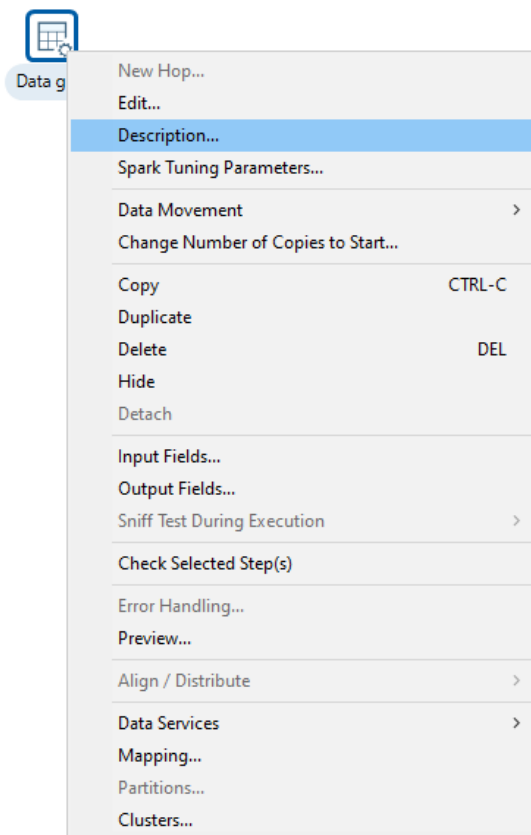 Data g
New Hop...
Edit...
Description...
Spark Tuning Parameters...
Data Movement >
Change Number of Copies to Start...
Copy CTRL-C
Duplicate
Delete DEL
Hide
Detach
Input Fields...
Output Fields...
Sniff Test During Execution >
Check Selected Step(s)
Error Handling...
Preview...
Align / Distribute >
Data Services >
Mapping...
Partitions...
Clusters...